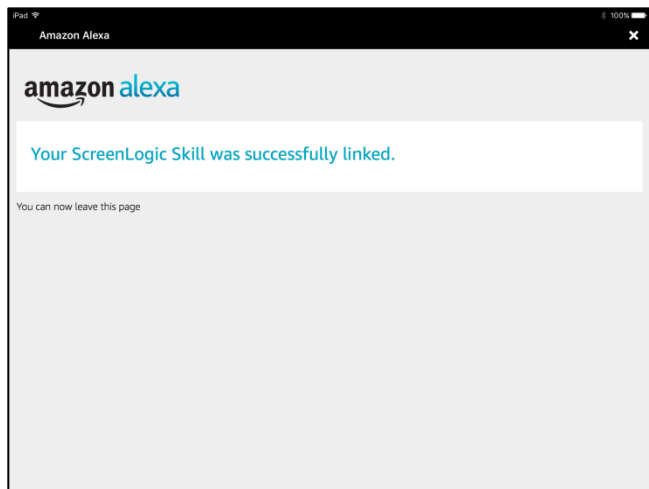 iPad 100%
Amazon Alexa
amazon alexa
Your ScreenLogic Skill was successfully linked.
You can now leave this page